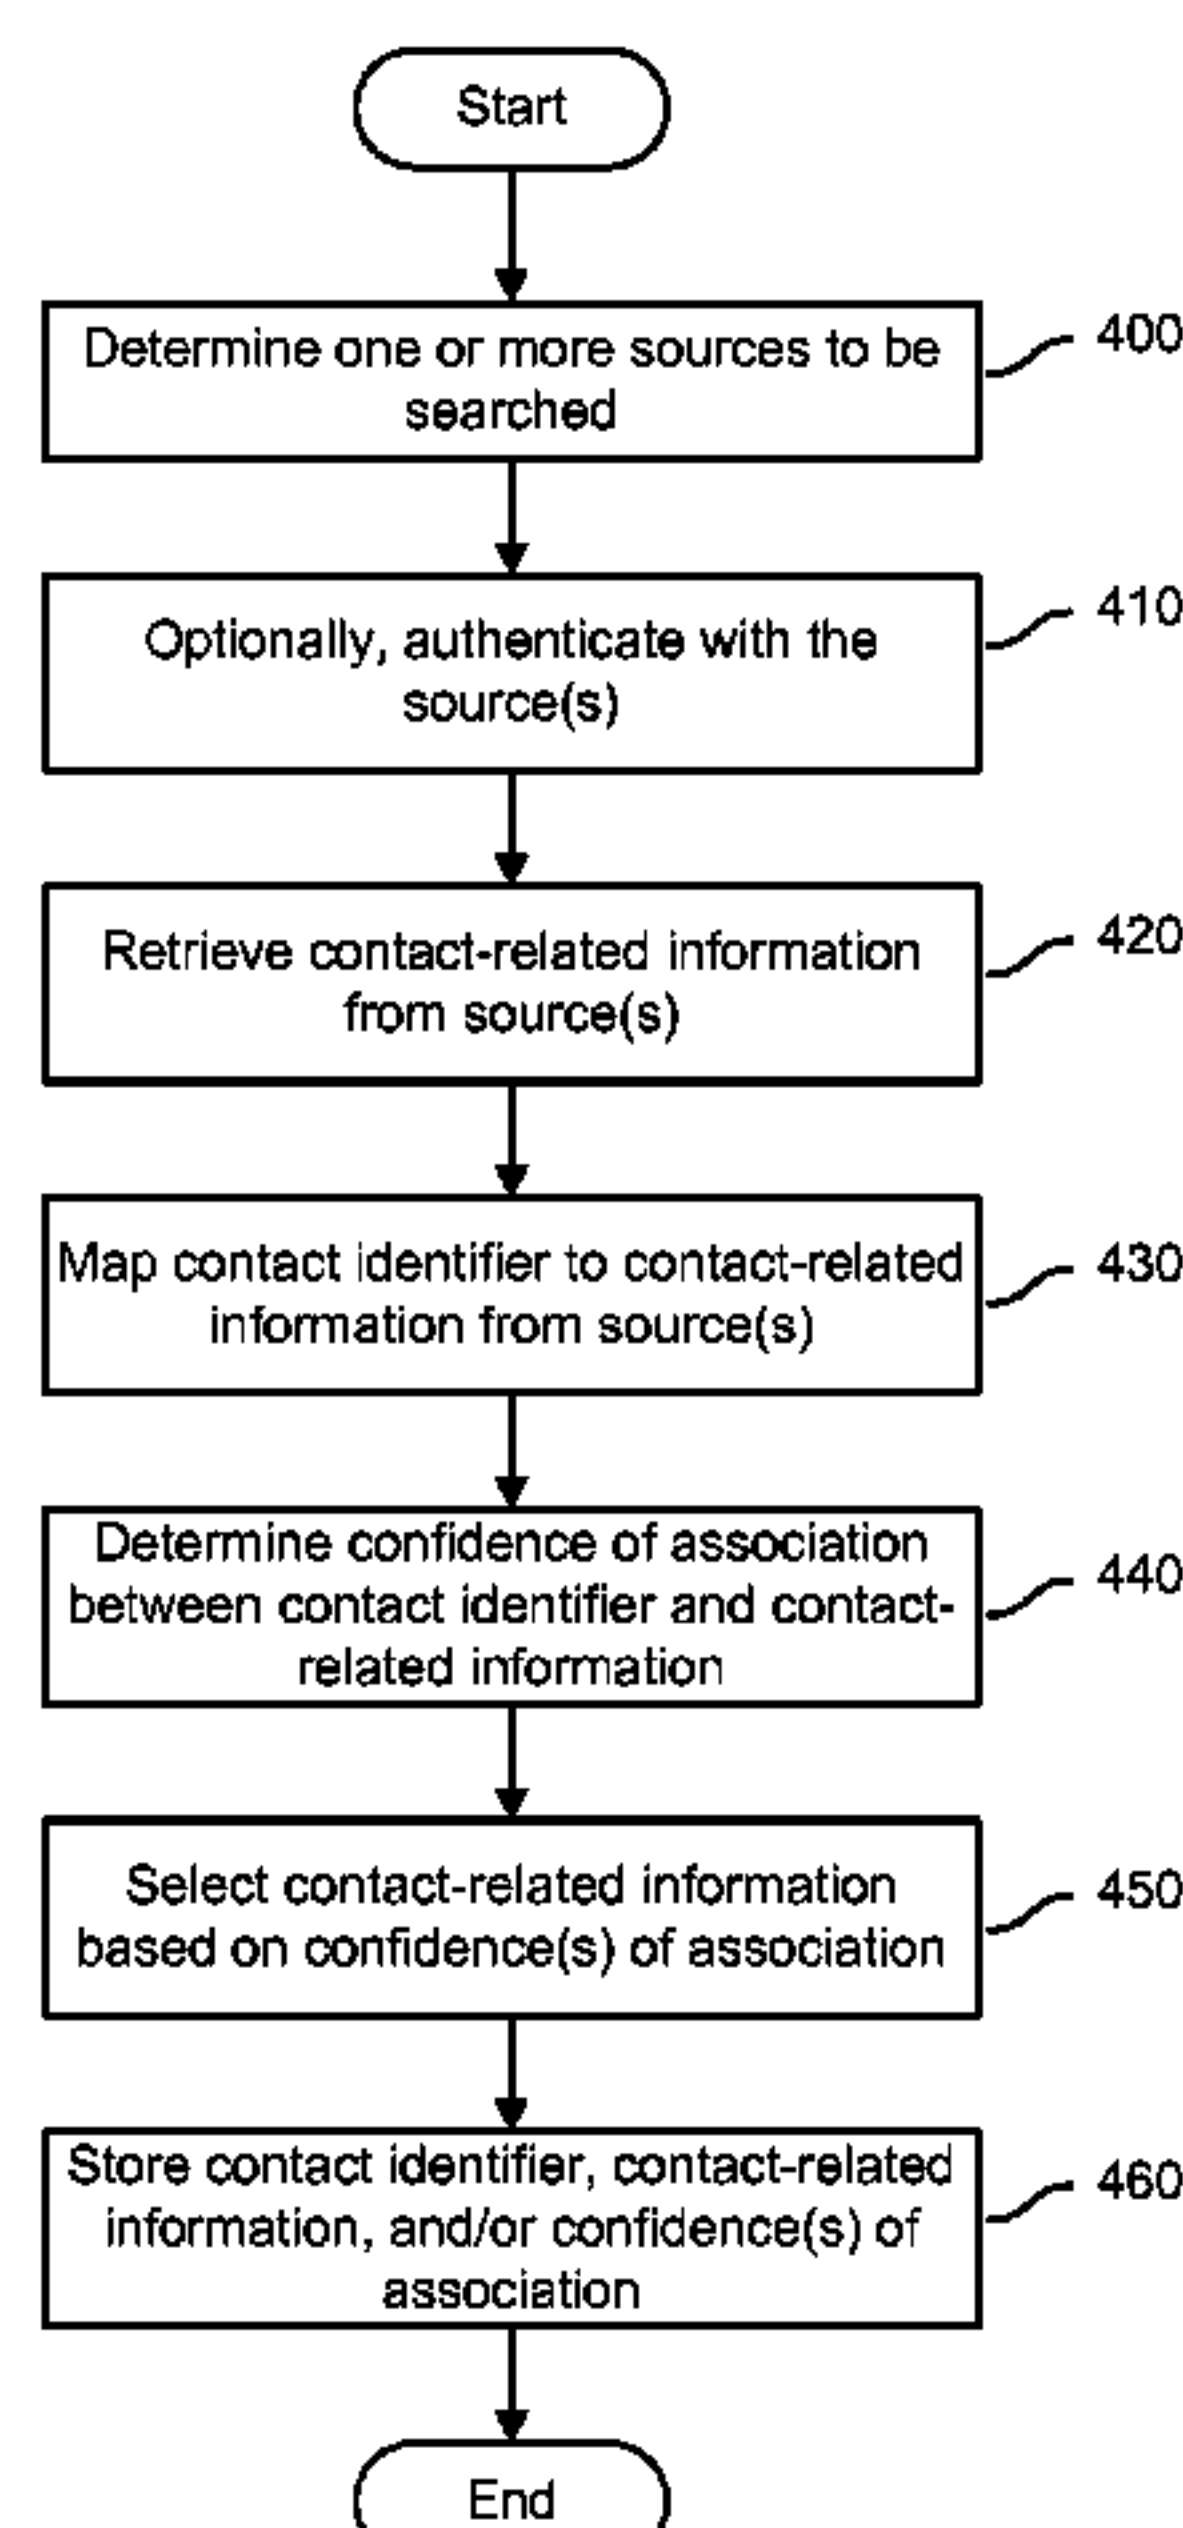 Start
Determine one or more sources to be
searched
400
Optionally, authenticate with the
source(s)
410
Retrieve contact-related information
from source(s)
420
Map contact identifier to contact-related
information from source(s)
430
Determine confidence of association
between contact identifier and contact-
related information
440
Select contact-related information
based on confidence(s) of association
450
Store contact identifier, contact-related
information, and/or confidence(s) of
association
460
End